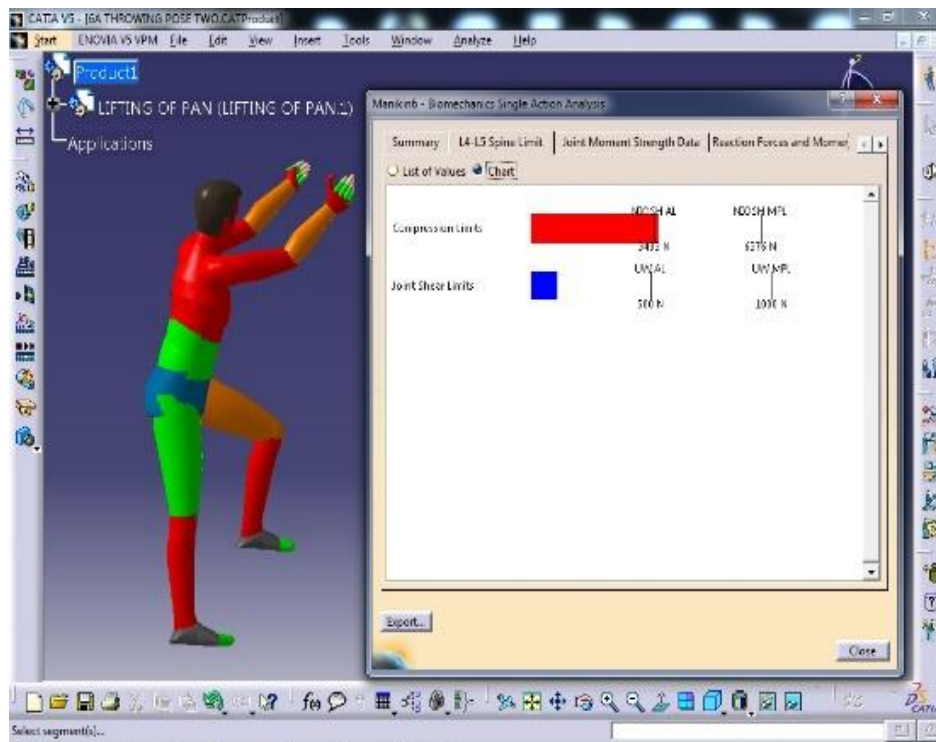 CATIA V5 - [6A THROWING POSE TWO.CATProduct]
Start ENOVIA V5 VPM File Edit View Insert Tools Window Analyze Help
Product1
LIFTING OF PAN (LIFTING OF PAN.1)
Applications
Manikin6 - Biomechanics Single Action Analysis
Summary L4-L5 Spine Limit Joint Moment Strength Data Reaction Forces and Momen
List of Values Chart
NIOSH AL NIOSH MPL
Compression Limits
3433 N 6376 N
UW AL UW MPL
Joint Shear Limits
500 N 1000 N
Export...
Close
Select segment(s)...